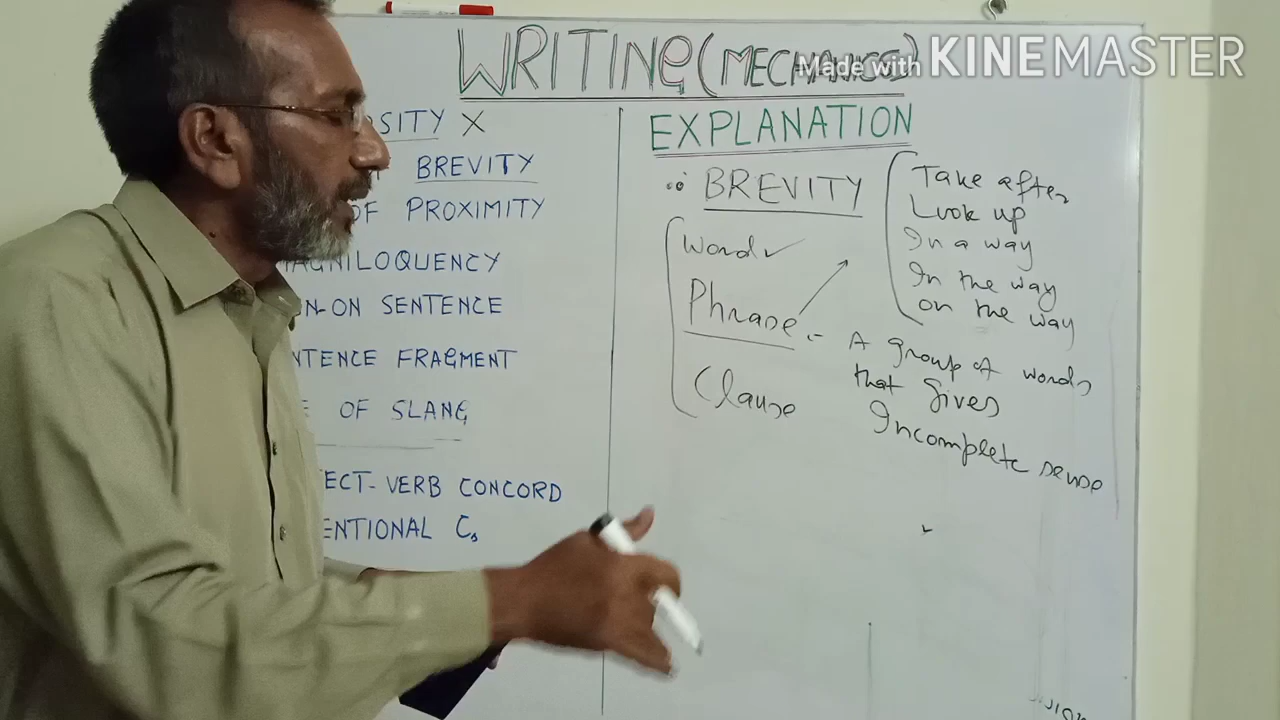 WRITING (MECHANICS)
Made with KINEMASTER
OSITY X
BREVITY
OF PROXIMITY
AGNILOQUENCY
N-ON SENTENCE
NTENCE FRAGMENT
OF SLANG
ECT-VERB CONCORD
ENTIONAL Cs
EXPLANATION
BREVITY
Word ✓
Phrase :-
Clause
Take after
Look up
In a way
In the way
on the way
A group of words
that gives
Incomplete sense